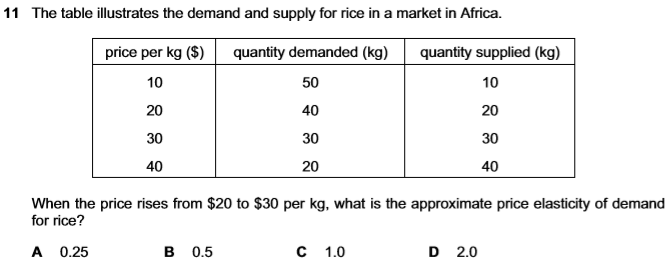 11 The table illustrates the demand and supply for rice in a market in Africa.
price per kg ($) quantity demanded (kg) quantity supplied (kg)
10 50 10
20 40 20
30 30 30
40 20 40
When the price rises from $20 to $30 per kg, what is the approximate price elasticity of demand
for rice?
A 0.25 B 0.5 C 1.0 D 2.0